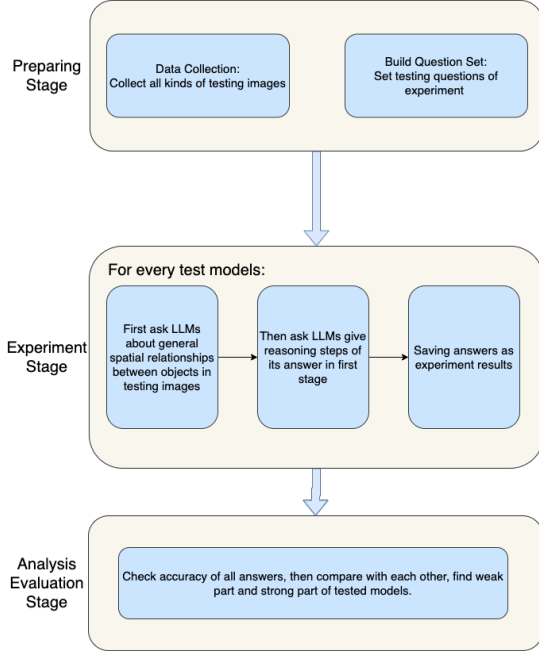 Preparing
Stage
Data Collection:
Collect all kinds of testing images
Build Question Set:
Set testing questions of
experiment
Experiment
Stage
For every test models:
First ask LLMs
about general
spatial relationships
between objects in
testing images
Then ask LLMs give
reasoning steps of
its answer in first
stage
Saving answers as
experiment results
Analysis
Evaluation
Stage
Check accuracy of all answers, then compare with each other, find weak
part and strong part of tested models.